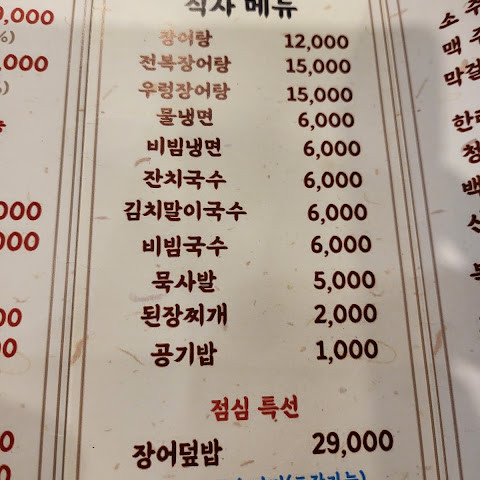 식사 메뉴
장어탕 12,000
전복장어탕 15,000
우렁장어탕 15,000
물냉면 6,000
비빔냉면 6,000
잔치국수 6,000
김치말이국수 6,000
비빔국수 6,000
묵사발 5,000
된장찌개 2,000
공기밥 1,000
점심 특선
장어덮밥 29,000